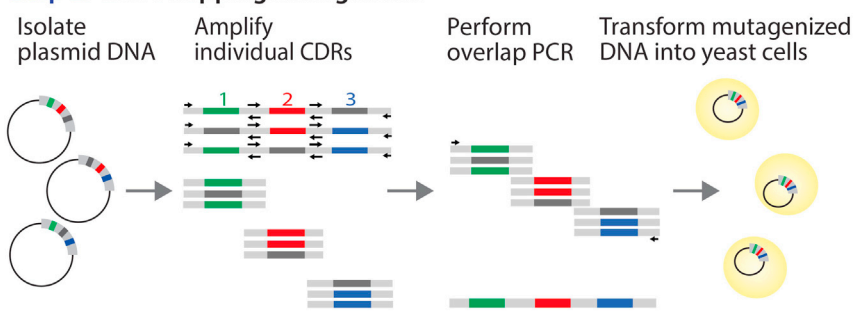 Isolate
plasmid DNA
Amplify
individual CDRs
Perform
overlap PCR
Transform mutagenized
DNA into yeast cells
1 2 3